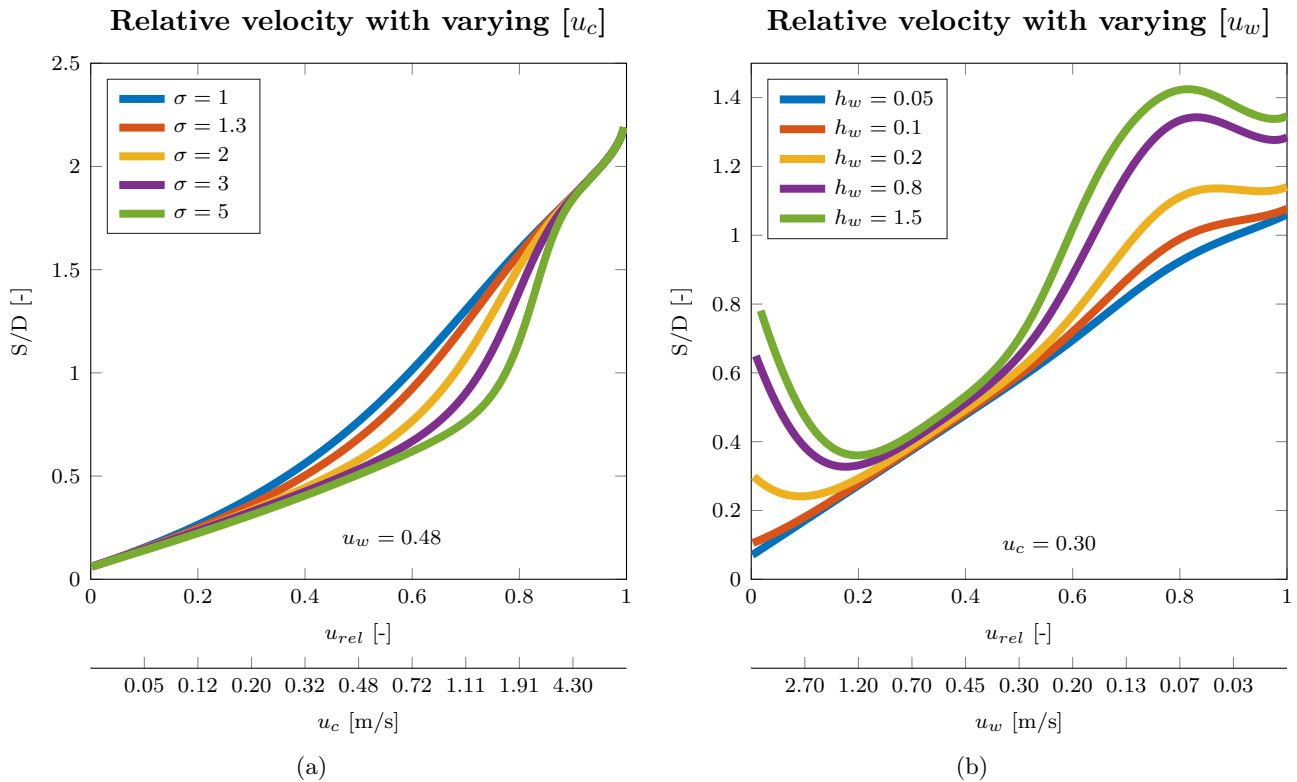 Relative velocity with varying [u_c]
2.5
2
1.5
1
0.5
0
S/D [-]
σ = 1
σ = 1.3
σ = 2
σ = 3
σ = 5
u_w = 0.48
0 0.2 0.4 0.6 0.8 1
u_rel [-]
0.05 0.12 0.20 0.32 0.48 0.72 1.11 1.91 4.30
u_c [m/s]
(a)
Relative velocity with varying [u_w]
1.4
1.2
1
0.8
0.6
0.4
0.2
0
S/D [-]
h_w = 0.05
h_w = 0.1
h_w = 0.2
h_w = 0.8
h_w = 1.5
u_c = 0.30
0 0.2 0.4 0.6 0.8 1
u_rel [-]
2.70 1.20 0.70 0.45 0.30 0.20 0.13 0.07 0.03
u_w [m/s]
(b)